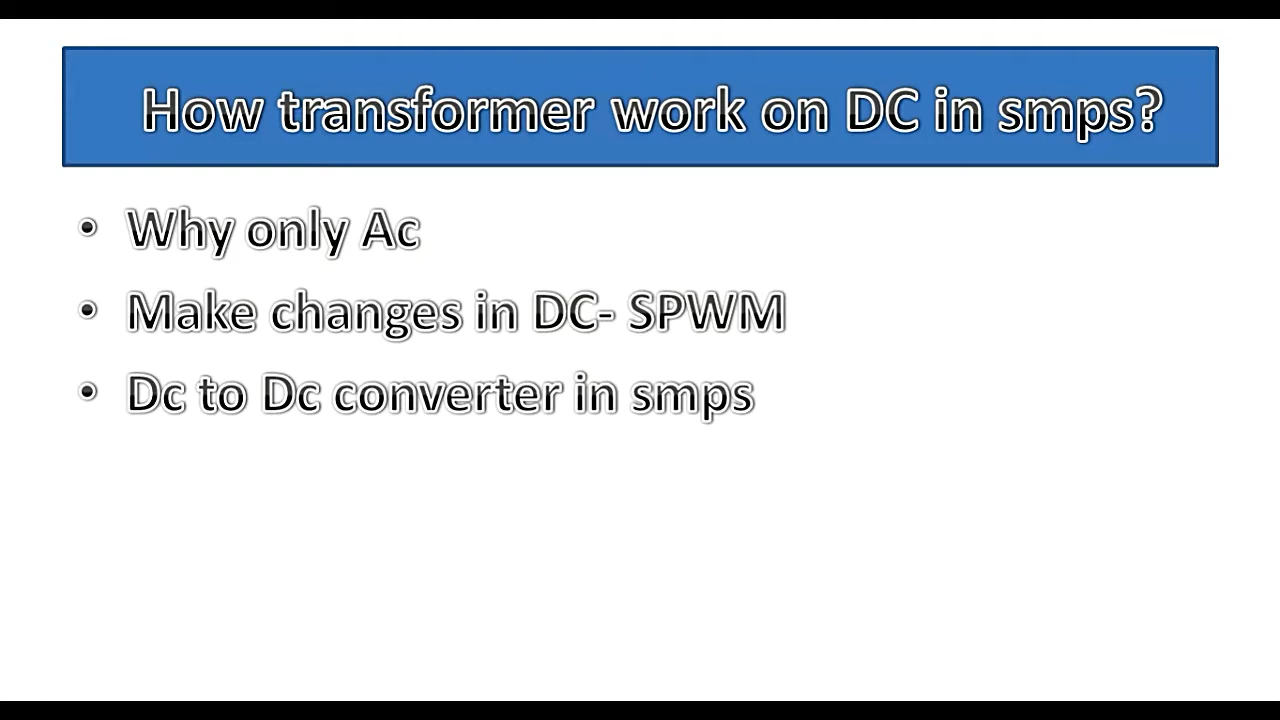 How transformer work on DC in smps?
• Why only Ac
• Make changes in DC- SPWM
• Dc to Dc converter in smps